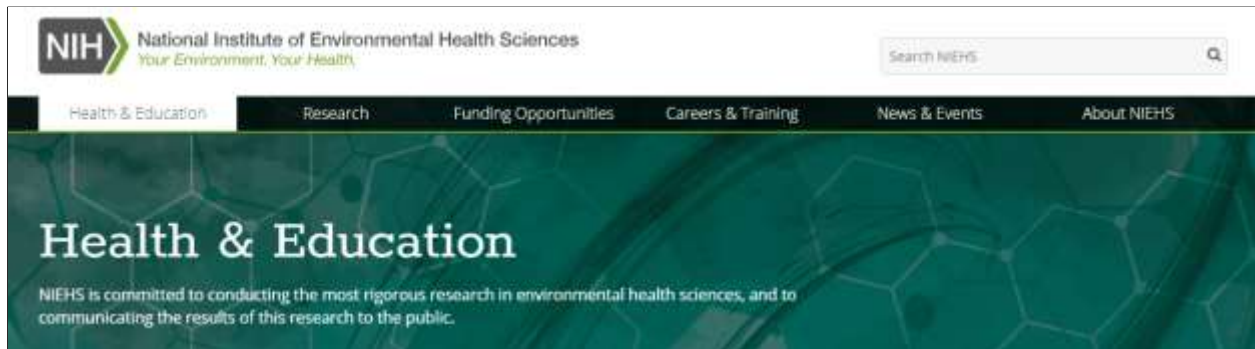 NIH
National Institute of Environmental Health Sciences
Your Environment. Your Health.
Search NIEHS
Health & Education
Research
Funding Opportunities
Careers & Training
News & Events
About NIEHS
Health & Education
NIEHS is committed to conducting the most rigorous research in environmental health sciences, and to
communicating the results of this research to the public.